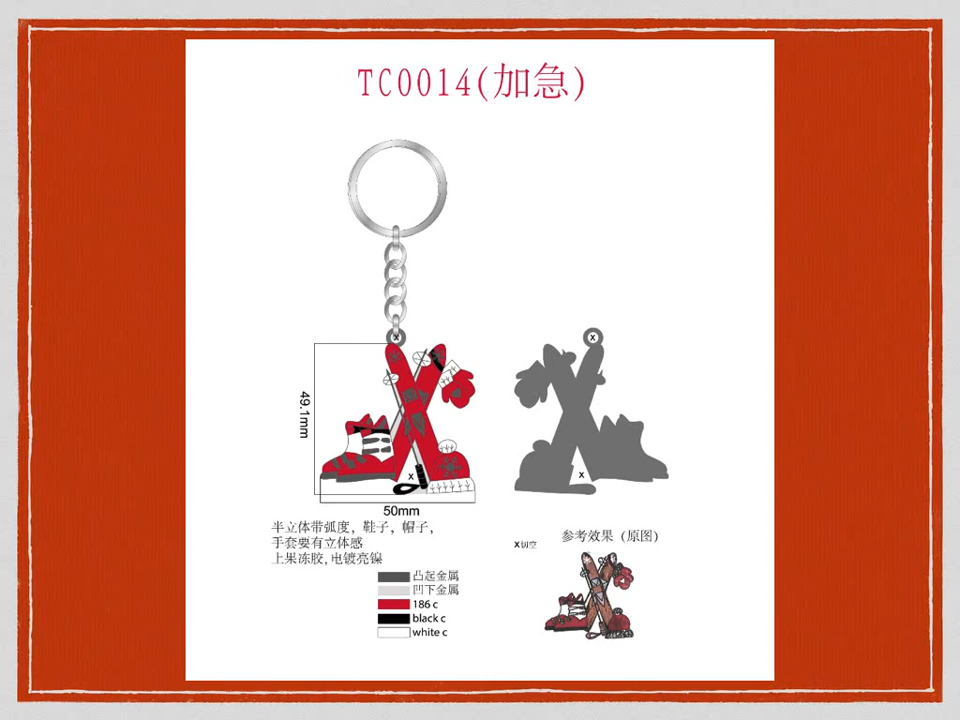 TC0014(加急)
x
x
49.1mm
x
x
50mm
半立体带弧度，鞋子，帽子，
手套要有立体感
上果冻胶,电镀亮镍
x切空
参考效果（原图)
凸起金属
凹下金属
186 c
black c
white c